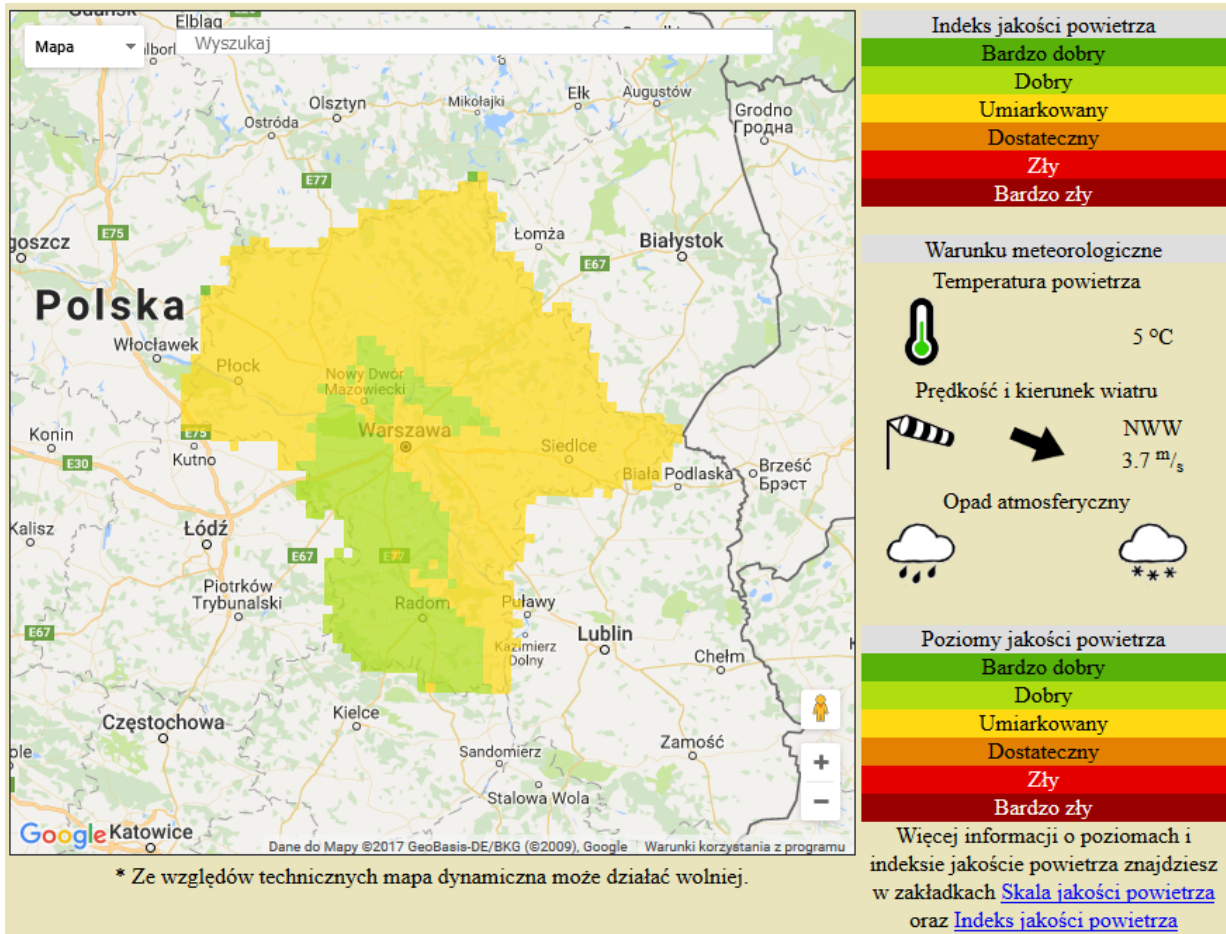 Gdańsk
Elbląg
Mapa
Malbork
Wyszukaj
Olsztyn
Mikołajki
Ełk
Augustów
Grodno
Гродна
Ostróda
E77
E75
goszcz
Łomża
Białystok
E67
Polska
Włocławek
Płock
Nowy Dwór
Mazowiecki
Warszawa
Siedlce
E75
Konin
Kutno
E30
Biała Podlaska
Brześć
Брэст
Kalisz
Łódź
E67
E77
Piotrków
Trybunalski
Radom
Puławy
E67
Kazimierz
Dolny
Lublin
Chełm
Kielce
Częstochowa
Zamość
ole
Sandomierz
Stalowa Wola
+
−
Google
Katowice
Dane do Mapy ©2017 GeoBasis-DE/BKG (©2009), Google
Warunki korzystania z programu
* Ze względów technicznych mapa dynamiczna może działać wolniej.
Indeks jakości powietrza
Bardzo dobry
Dobry
Umiarkowany
Dostateczny
Zły
Bardzo zły
Warunku meteorologiczne
Temperatura powietrza
5 °C
Prędkość i kierunek wiatru
NWW
3.7 m/s
Opad atmosferyczny
Poziomy jakości powietrza
Bardzo dobry
Dobry
Umiarkowany
Dostateczny
Zły
Bardzo zły
Więcej informacji o poziomach i
indeksie jakoście powietrza znajdziesz
w zakładkach Skala jakości powietrza
oraz Indeks jakości powietrza